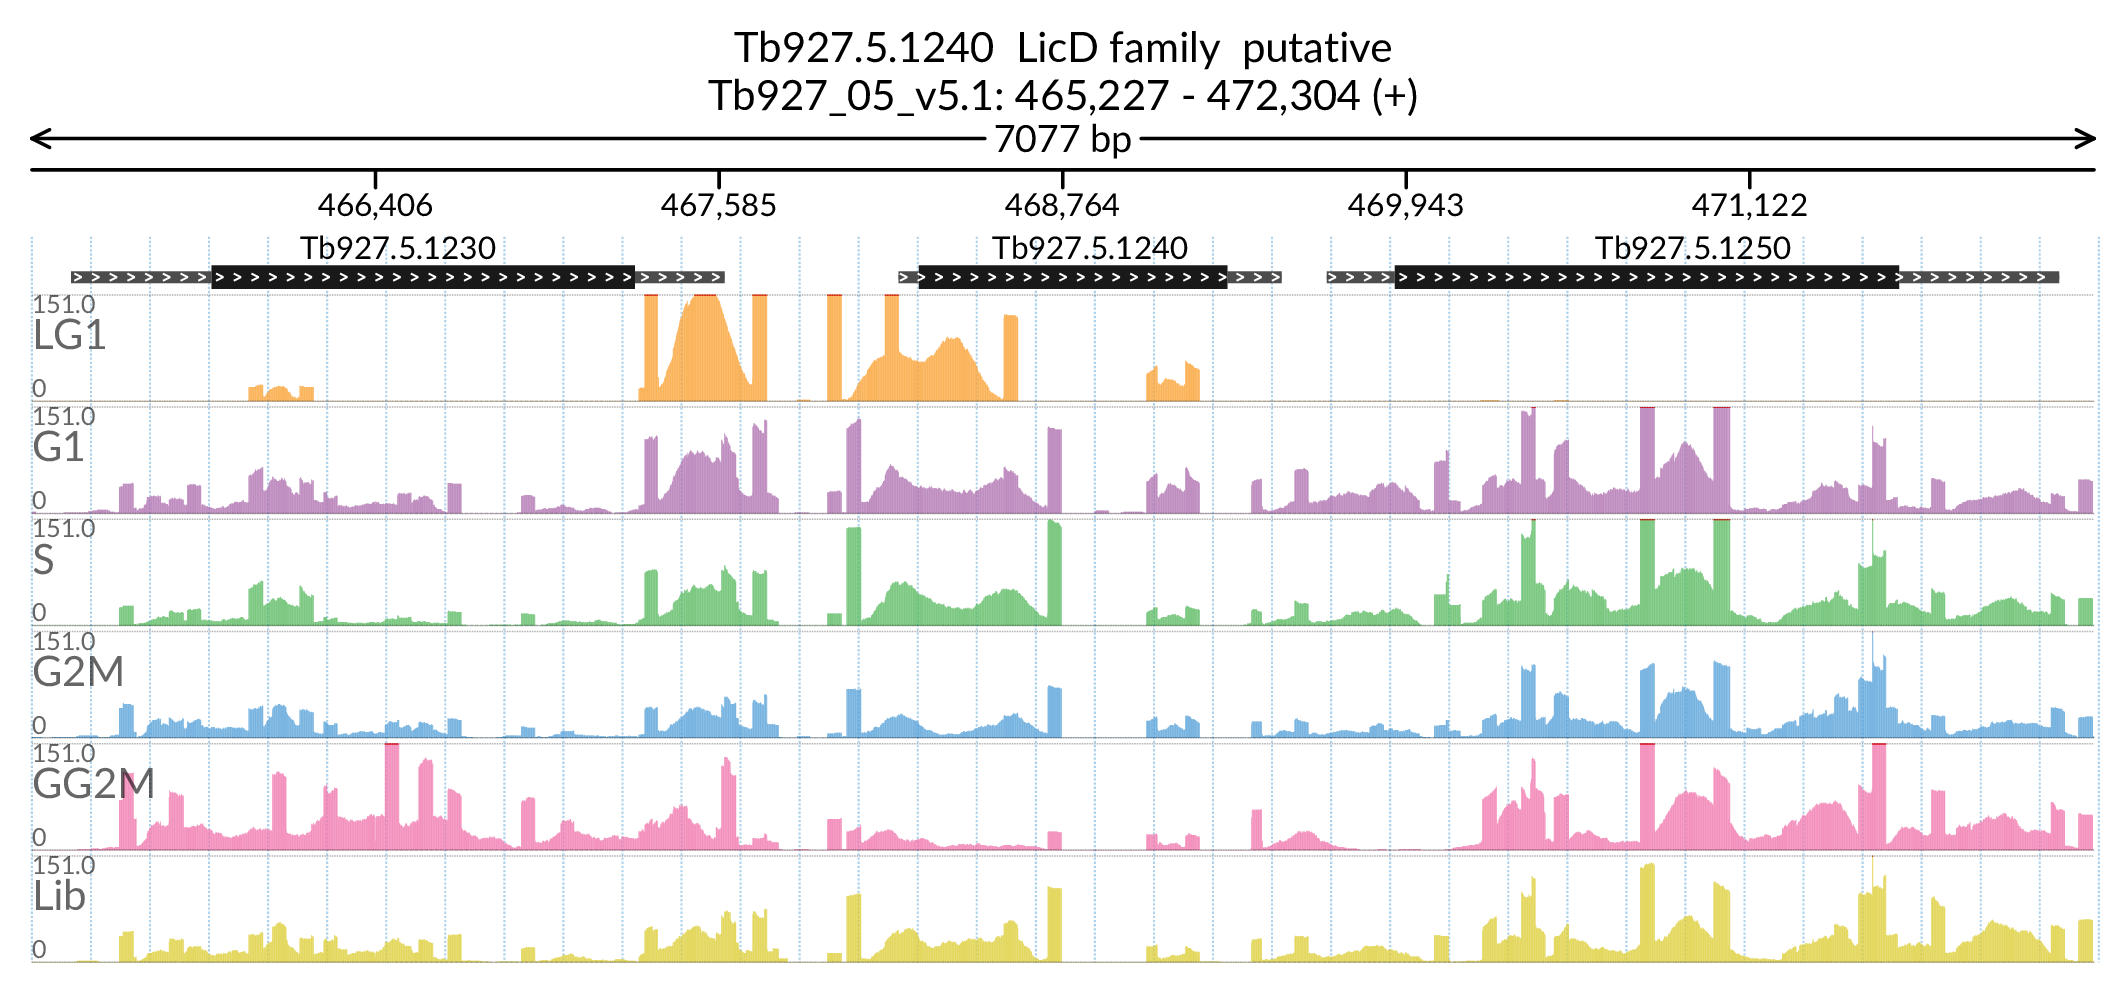 Tb927.5.1240  LicD family  putative
Tb927_05_v5.1: 465,227 - 472,304 (+)
7077 bp
466,406 467,585 468,764 469,943 471,122
Tb927.5.1230 Tb927.5.1240 Tb927.5.1250
151.0
LG1
0
151.0
G1
0
151.0
S
0
151.0
G2M
0
151.0
GG2M
0
151.0
Lib
0